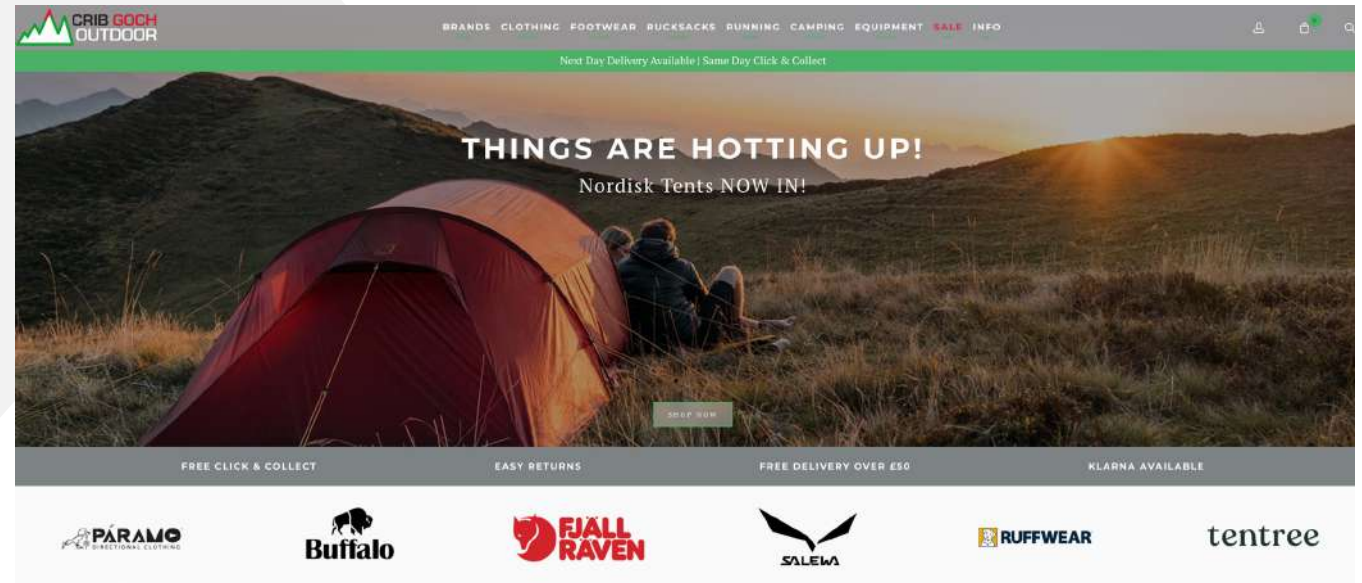 CRIB GOCH
OUTDOOR
BRANDS CLOTHING FOOTWEAR RUCKSACKS RUNNING CAMPING EQUIPMENT SALE INFO
Next Day Delivery Available | Same Day Click & Collect
THINGS ARE HOTTING UP!
Nordisk Tents NOW IN!
SHOP NOW
FREE CLICK & COLLECT EASY RETURNS FREE DELIVERY OVER £50 KLARNA AVAILABLE
PÁRAMO
DIRECTIONAL CLOTHING
Buffalo
FJÄLL
RÄVEN
SALEWA
RUFFWEAR
tentree